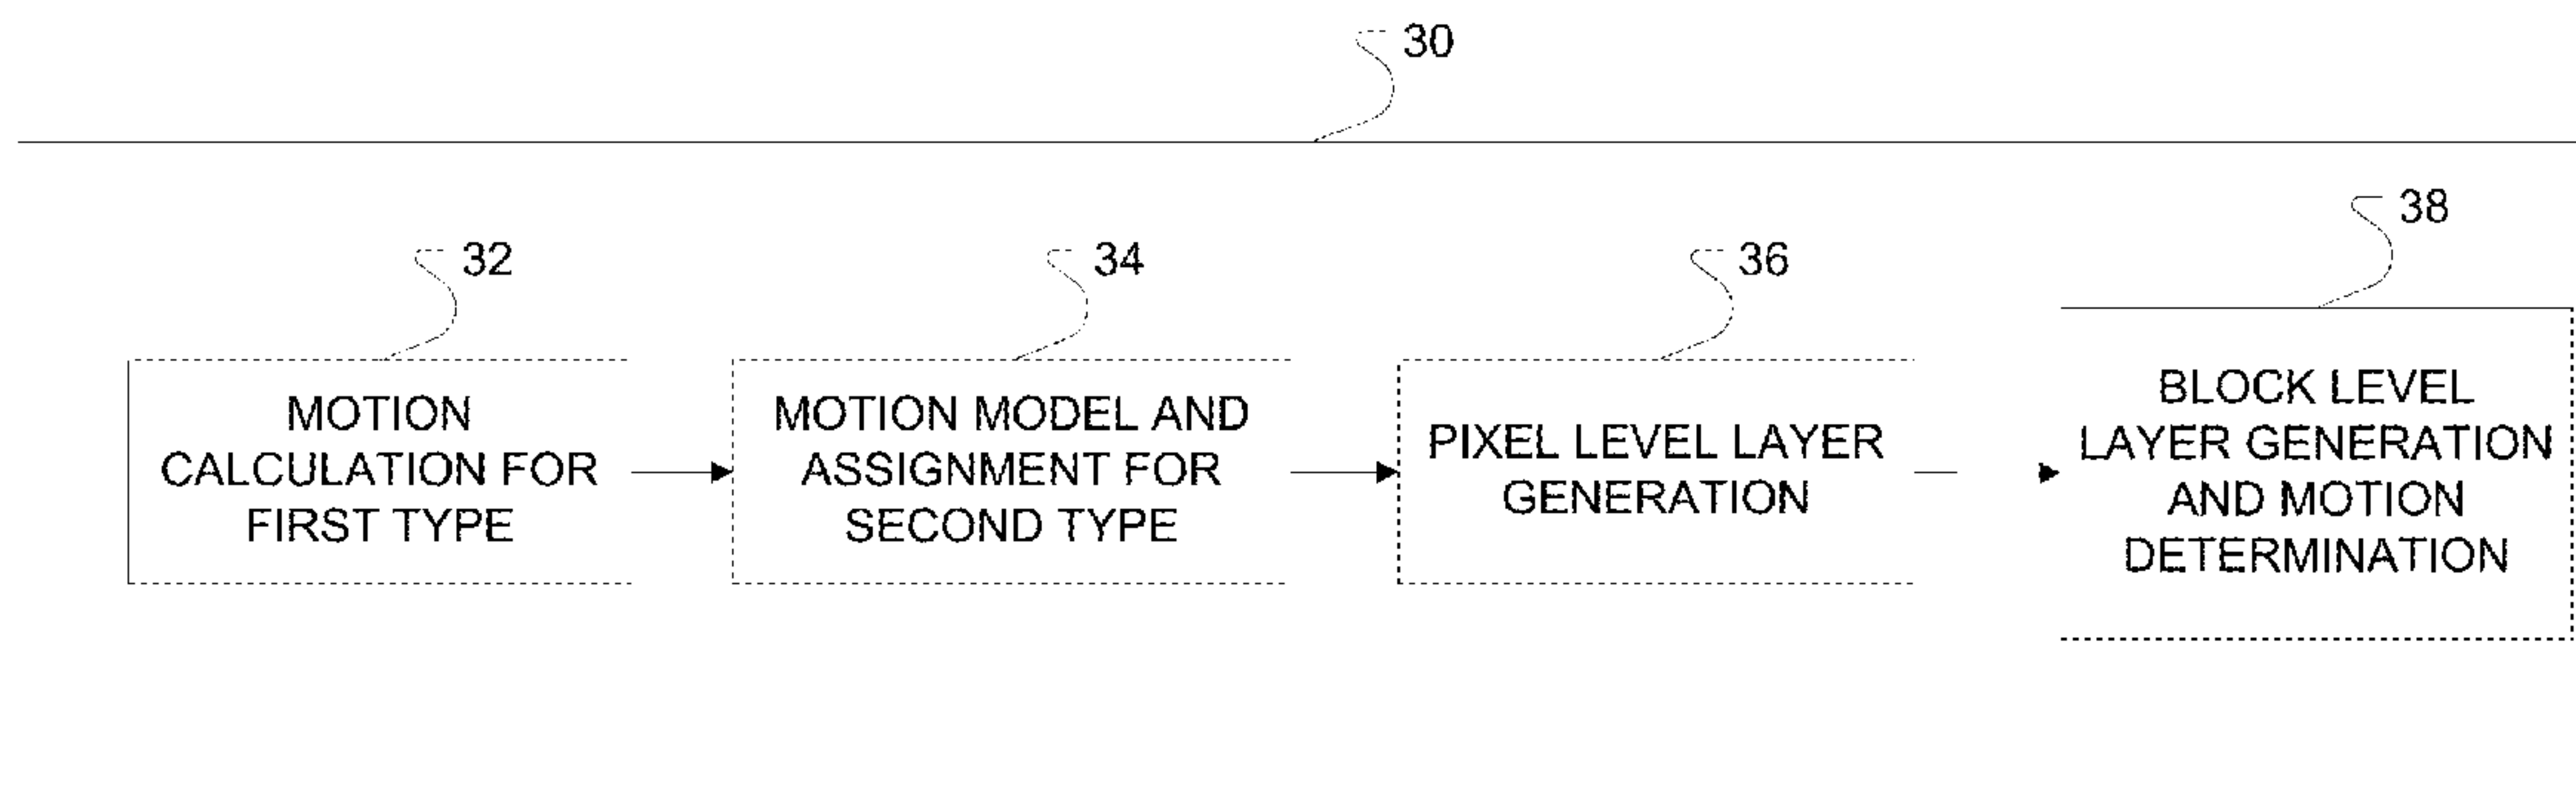 30
32
34
36
38
MOTION
CALCULATION FOR
FIRST TYPE
MOTION MODEL AND
ASSIGNMENT FOR
SECOND TYPE
PIXEL LEVEL LAYER
GENERATION
BLOCK LEVEL
LAYER GENERATION
AND MOTION
DETERMINATION